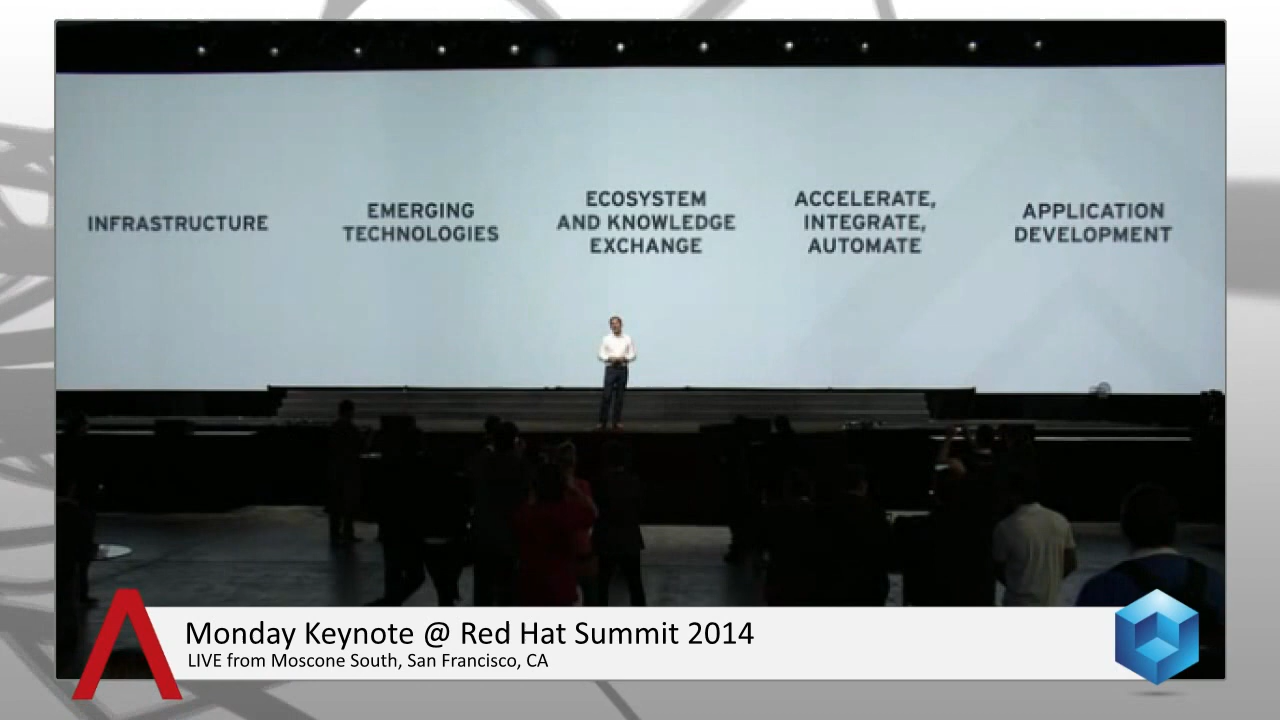 INFRASTRUCTURE
EMERGING
TECHNOLOGIES
ECOSYSTEM
AND KNOWLEDGE
EXCHANGE
ACCELERATE,
INTEGRATE,
AUTOMATE
APPLICATION
DEVELOPMENT
Monday Keynote @ Red Hat Summit 2014
LIVE from Moscone South, San Francisco, CA